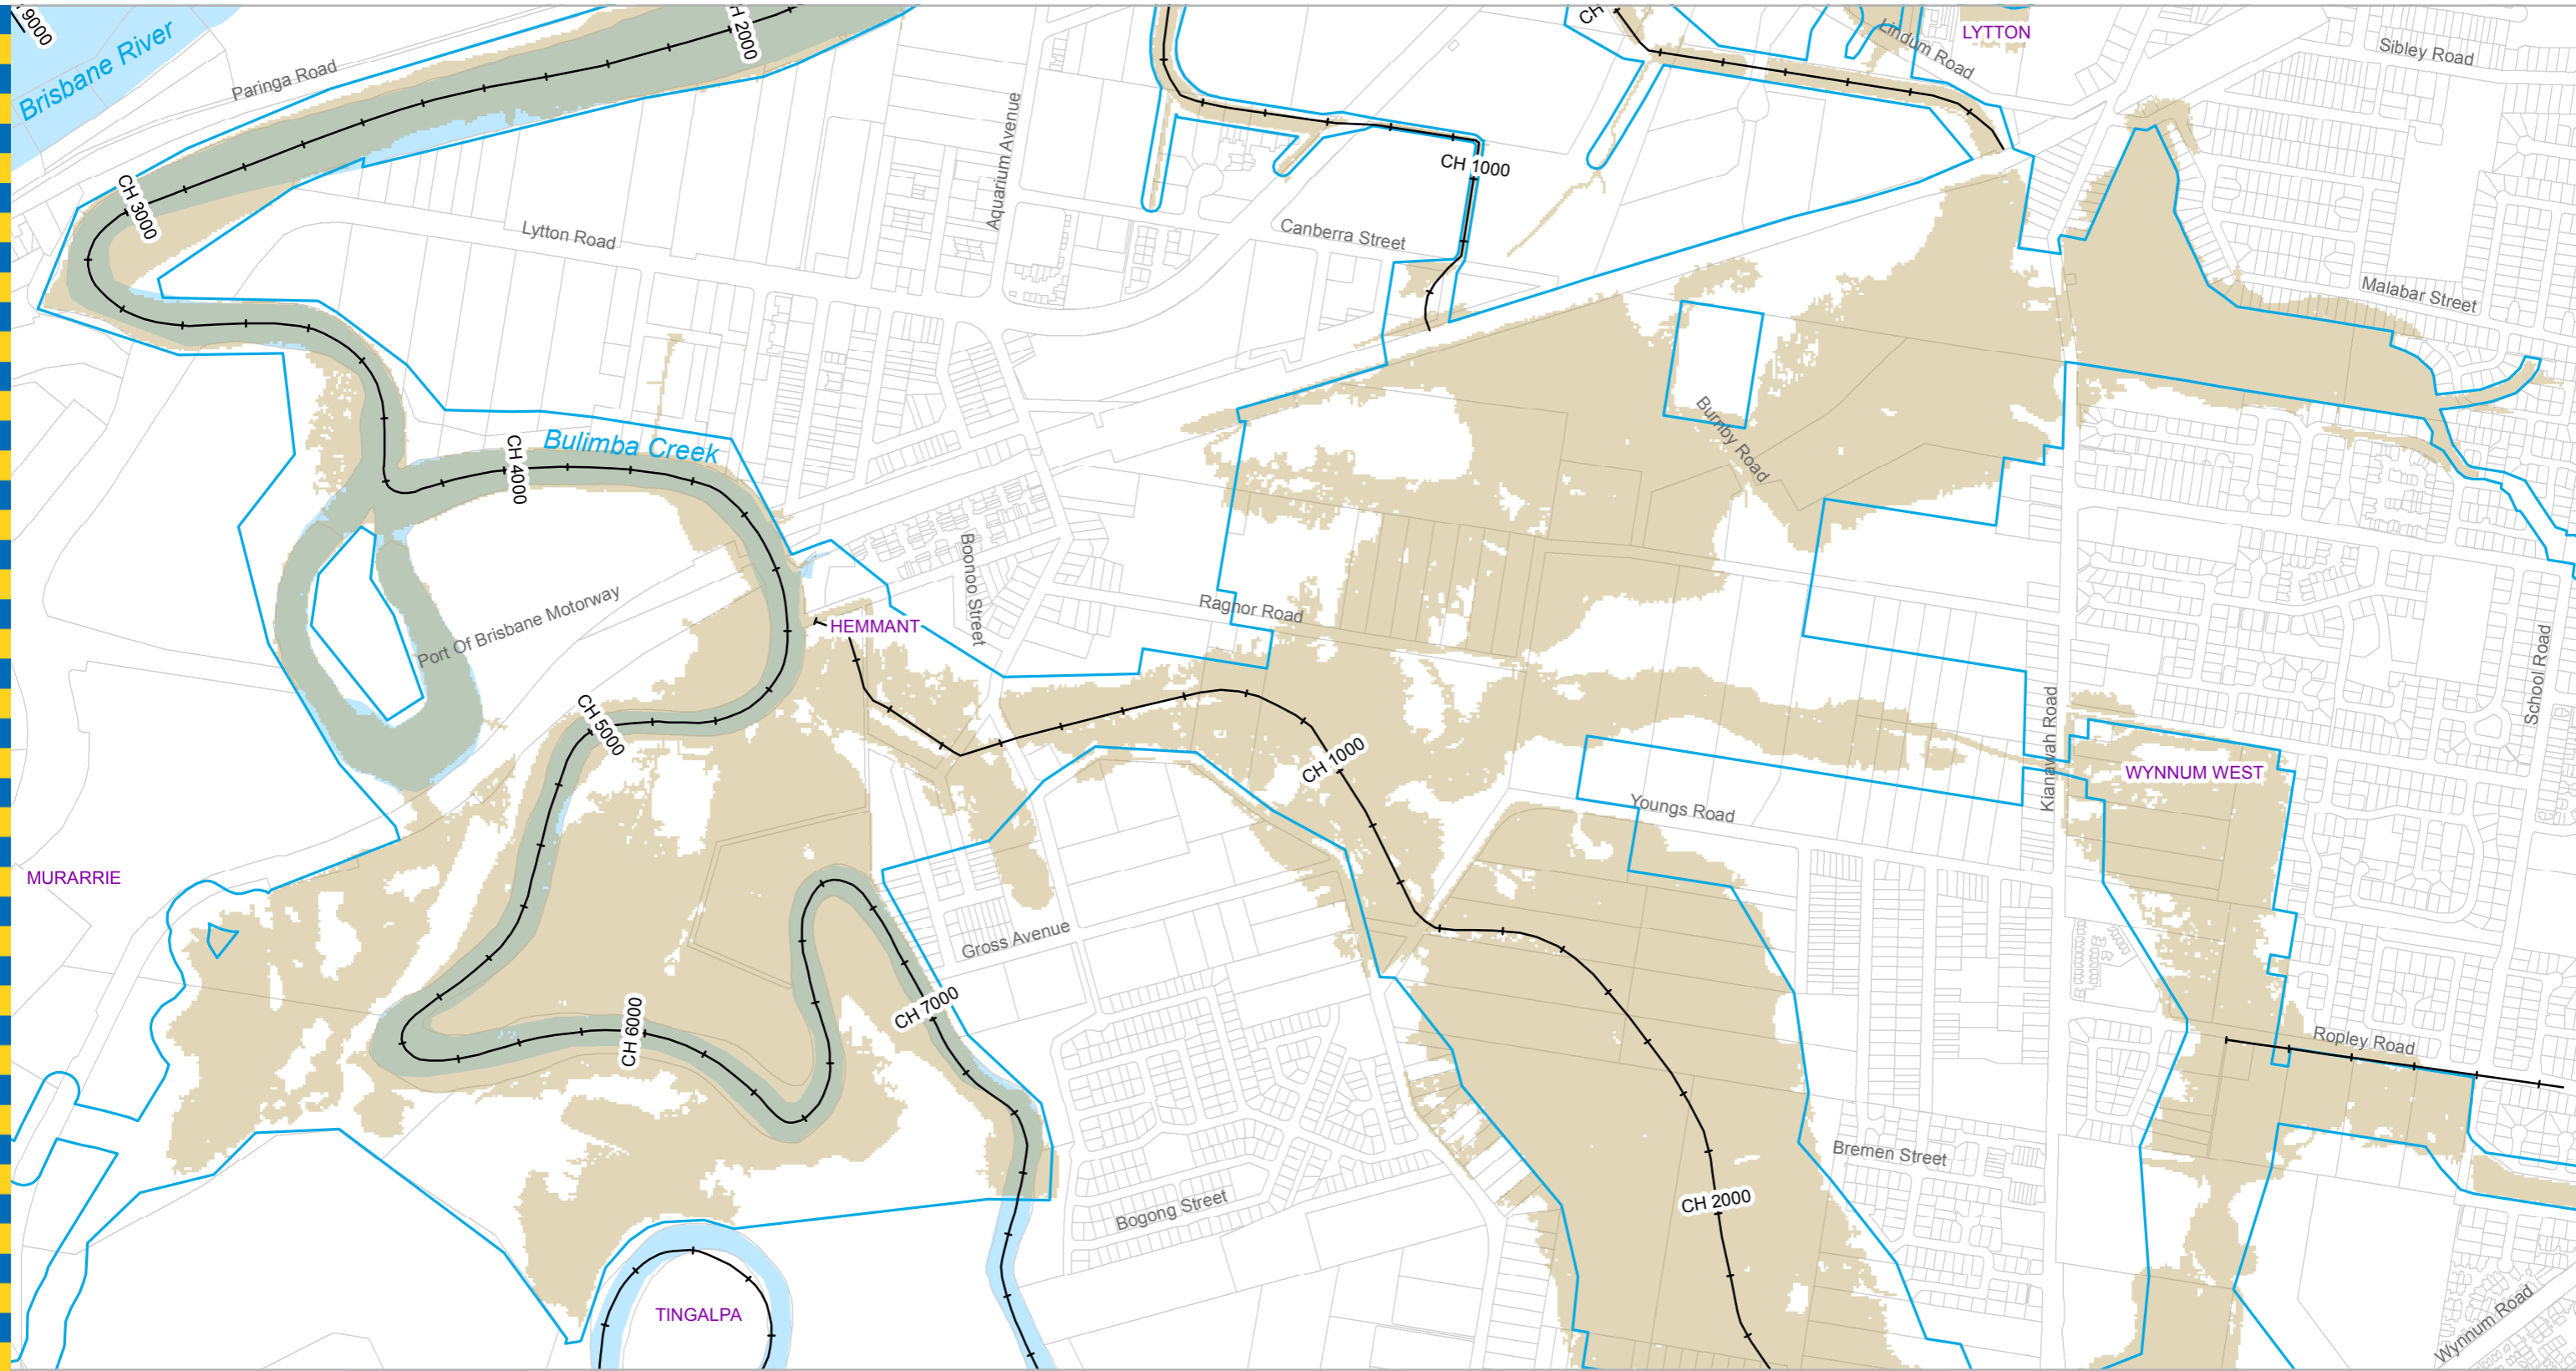 9000
CH 2000
CH
LYTTON
Lindum Road
Sibley Road
Brisbane River
Paringa Road
Aquarium Avenue
CH 1000
CH 3000
Lytton Road
Canberra Street
Malabar Street
Burnby Road
Bulimba Creek
CH 4000
Boonoo Street
Ragnor Road
Port Of Brisbane Motorway
HEMMANT
School Road
CH 5000
Kianawah Road
CH 1000
WYNNUM WEST
Youngs Road
MURARRIE
Gross Avenue
CH 7000
CH 6000
Ropley Road
Bremen Street
Bogong Street
CH 2000
TINGALPA
Wynnum Road